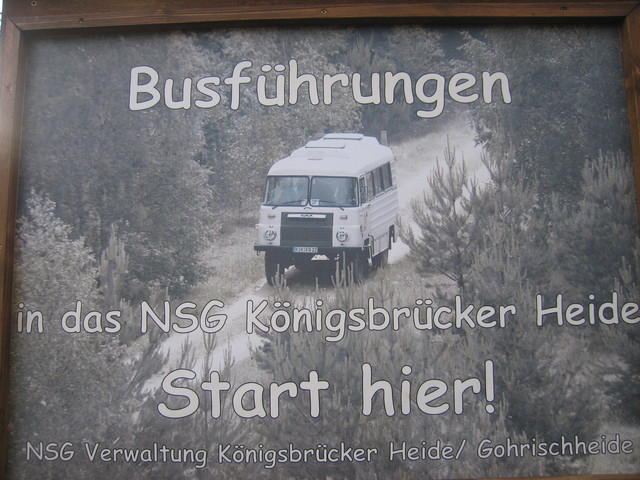 Busführungen
in das NSG Königsbrücker Heide
Start hier!
NSG Verwaltung Königsbrücker Heide/ Gohrischheide